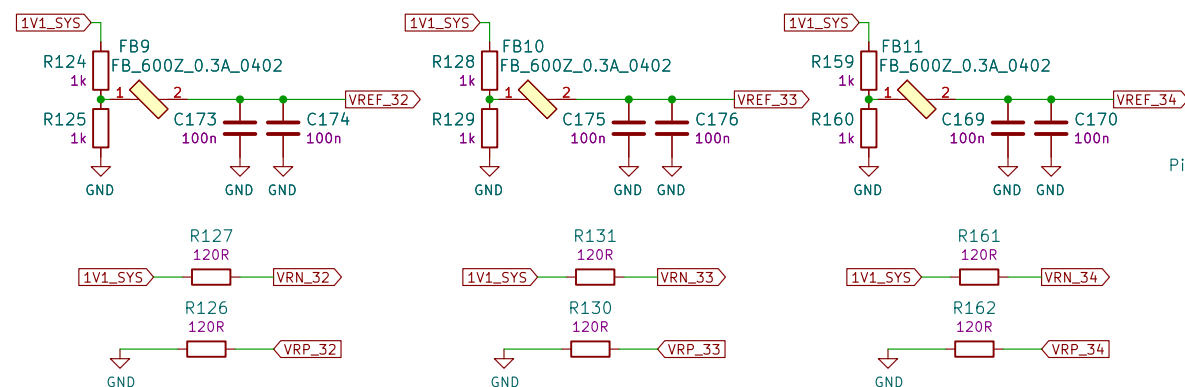 1V1_SYS
R124
1k
FB9
FB_600Z_0.3A_0402
1 2
VREF_32
R125
1k
C173
100n
C174
100n
GND
GND
GND
1V1_SYS
R128
1k
FB10
FB_600Z_0.3A_0402
1 2
VREF_33
R129
1k
C175
100n
C176
100n
GND
GND
GND
1V1_SYS
R159
1k
FB11
FB_600Z_0.3A_0402
1 2
VREF_34
R160
1k
C169
100n
C170
100n
GND
GND
GND
Pi
R127
120R
1V1_SYS
VRN_32
R126
120R
VRP_32
GND
R131
120R
1V1_SYS
VRN_33
R130
120R
VRP_33
GND
R161
120R
1V1_SYS
VRN_34
R162
120R
VRP_34
GND